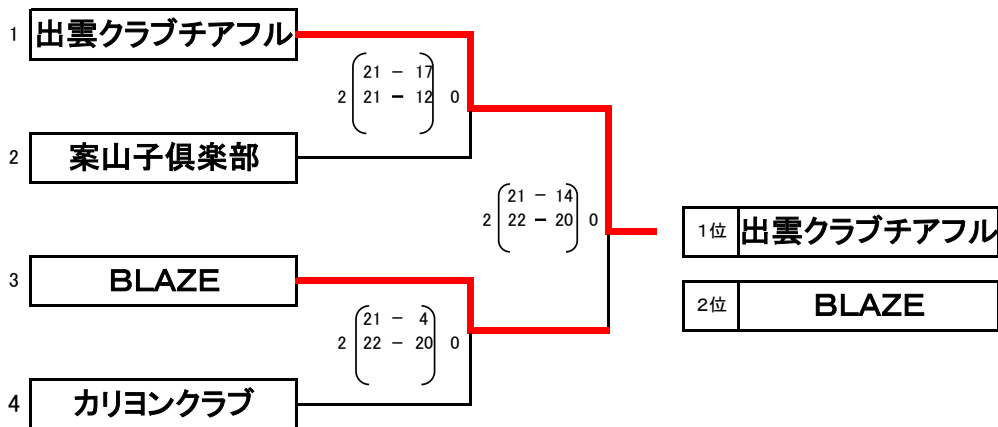 1 出雲クラブチアフル
21 － 17
2 21 － 12 0
2 案山子倶楽部
21 － 14
2 22 － 20 0
1位 出雲クラブチアフル
3 BLAZE
2位 BLAZE
21 － 4
2 22 － 20 0
4 カリヨンクラブ